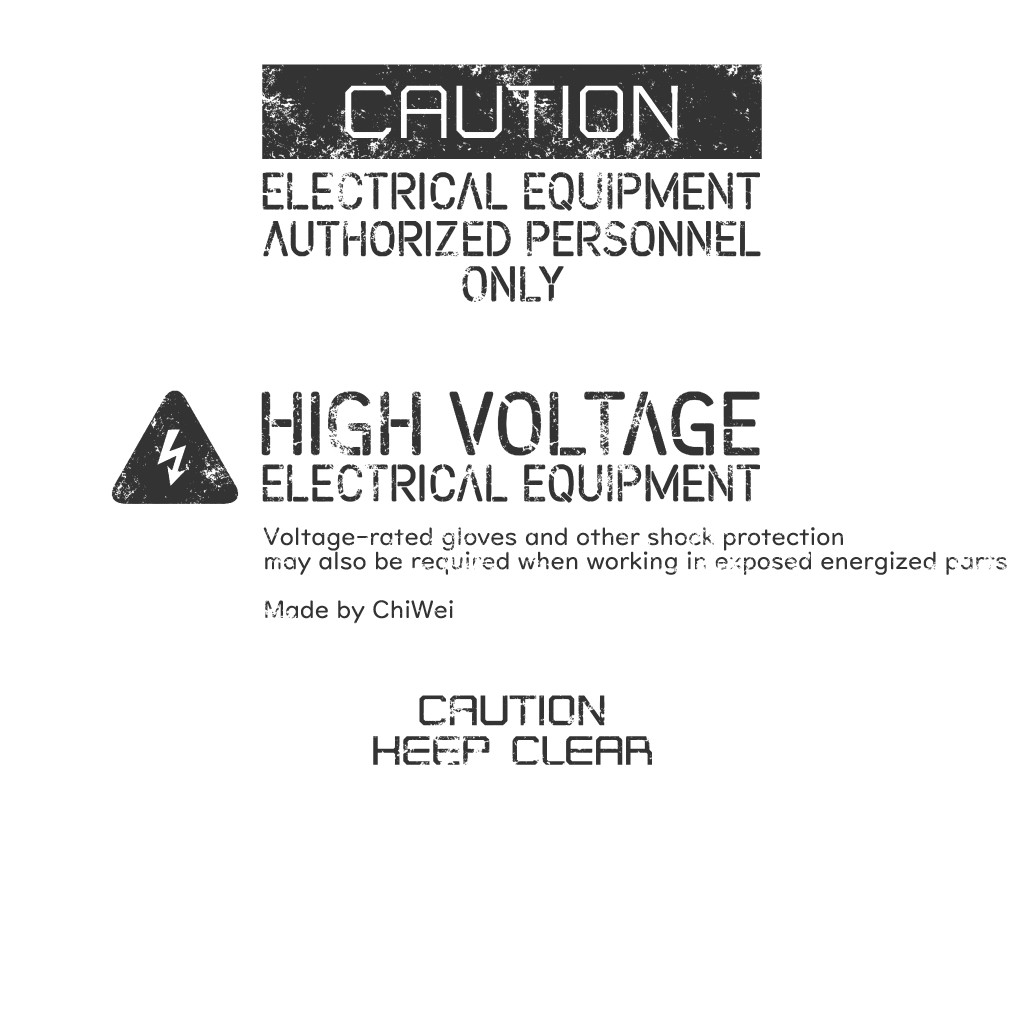 CAUTION
ELECTRICAL EQUIPMENT
AUTHORIZED PERSONNEL
ONLY
HIGH VOLTAGE
ELECTRICAL EQUIPMENT
Voltage-rated gloves and other shock protection
may also be required when working in exposed energized parrs
Made by ChiWei
CAUTION
KEEP CLEAR